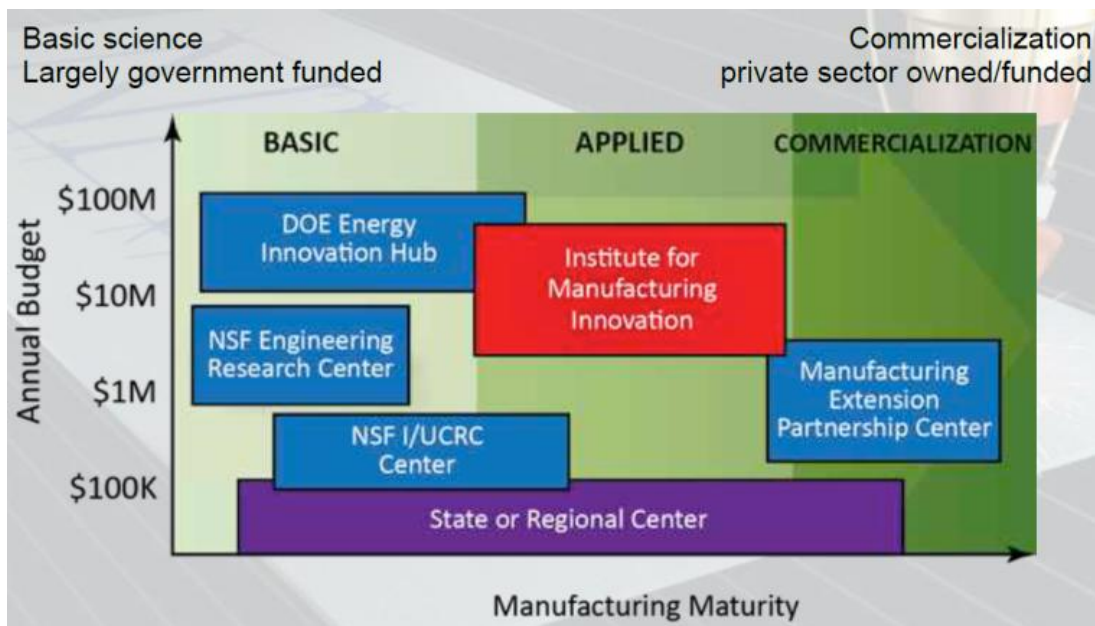 Basic science
Largely government funded
Commercialization
private sector owned/funded
BASIC
APPLIED
COMMERCIALIZATION
Annual Budget
$100M
$10M
$1M
$100K
DOE Energy
Innovation Hub
Institute for
Manufacturing
Innovation
NSF Engineering
Research Center
Manufacturing
Extension
Partnership Center
NSF I/UCRC
Center
State or Regional Center
Manufacturing Maturity